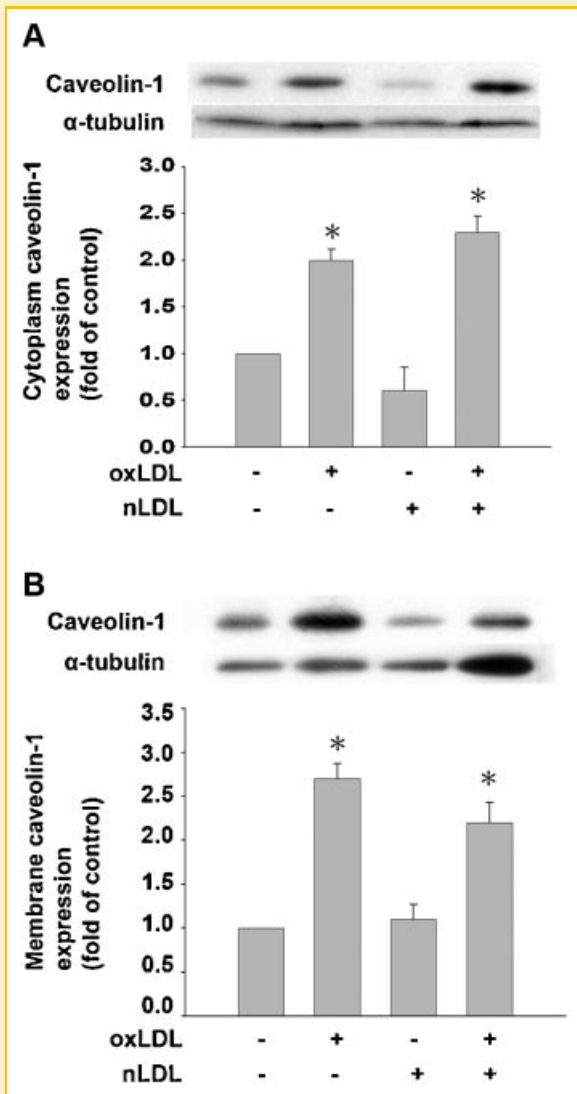 A
Caveolin-1
α-tubulin
Cytoplasm caveolin-1
expression
(fold of control)
3.0
2.5
2.0
1.0
0.5
0.0
* *
oxLDL - + - +
nLDL - - + +
B
Caveolin-1
α-tubulin
Membrane caveolin-1
expression
(fold of control)
3.5
3.0
2.5
2.0
1.5
1.0
0.5
0.0
* *
oxLDL - + - +
nLDL - - + +